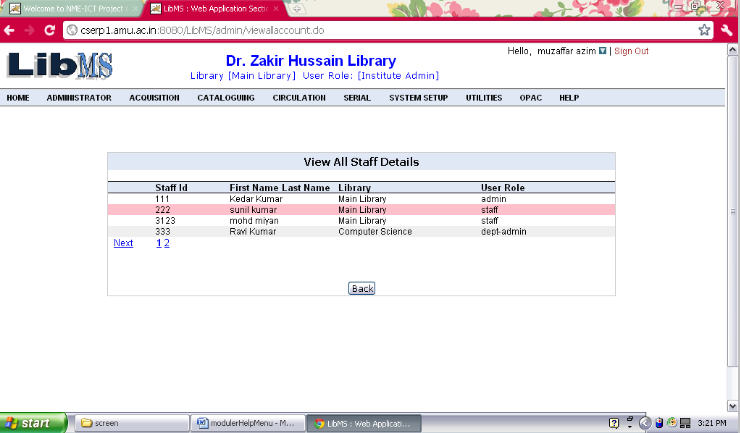 Welcome to NME-ICT Project
LibMS : Web Application Secti
cserp1.amu.ac.in:8080/LibMS/admin/viewallaccount.do
LibMS
Dr. Zakir Hussain Library
Library [Main Library] User Role: [Institute Admin]
Hello, muzaffar azim | Sign Out
HOME ADMINISTRATOR ACQUISITION CATALOGUING CIRCULATION SERIAL SYSTEM SETUP UTILITIES OPAC HELP
View All Staff Details
Staff Id First Name Last Name Library User Role
111 Kedar Kumar Main Library admin
222 sunil kumar Main Library staff
3123 mohd miyan Main Library staff
333 Ravi Kumar Computer Science dept-admin
Next 1 2
Back
start screen modulerHelpMenu - M... LibMS : Web Applicati... 3:21 PM